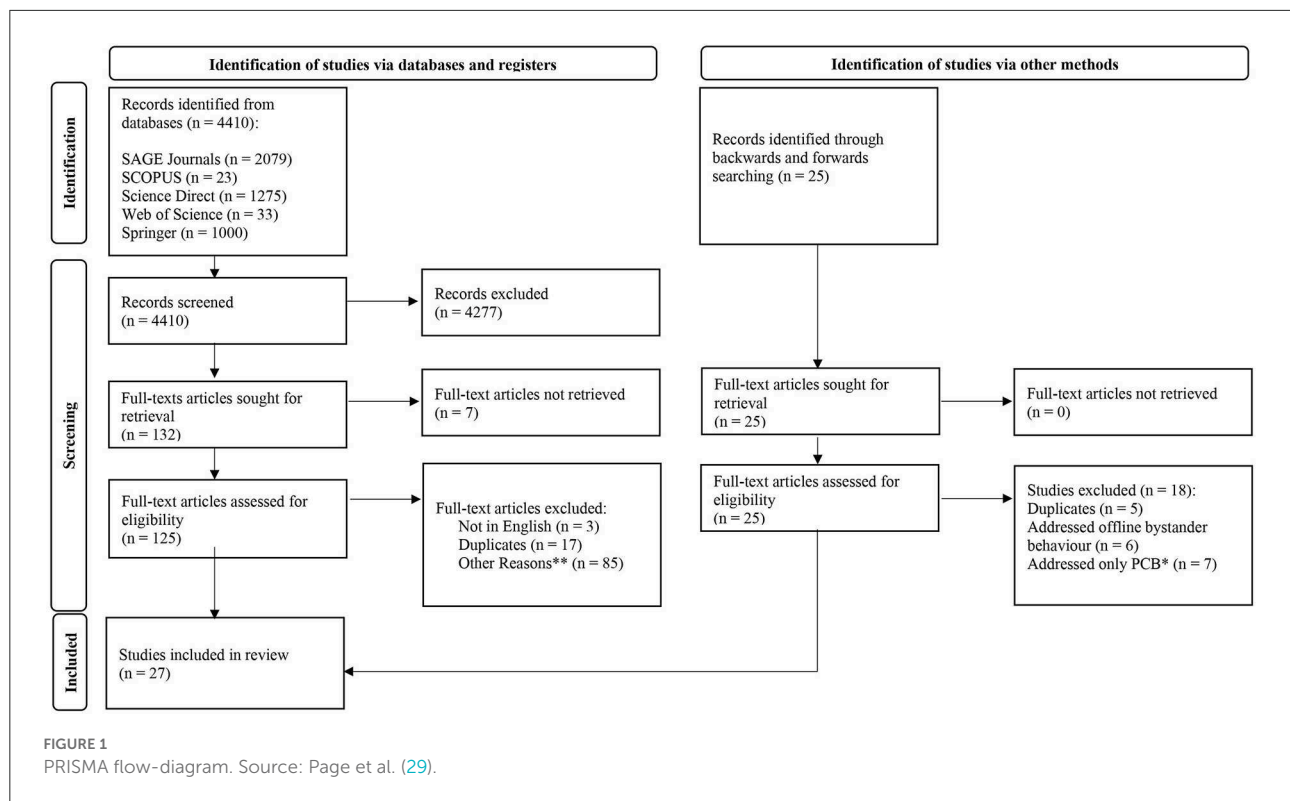 Identification of studies via databases and registers
Identification of studies via other methods
Identification
Records identified from
databases (n = 4410):
SAGE Journals (n = 2079)
SCOPUS (n = 23)
Science Direct (n = 1275)
Web of Science (n = 33)
Springer (n = 1000)
Records identified through
backwards and forwards
searching (n = 25)
Screening
Records screened
(n = 4410)
Records excluded
(n = 4277)
Full-texts articles sought for
retrieval
(n = 132)
Full-text articles not retrieved
(n = 7)
Full-text articles sought for
retrieval
(n = 25)
Full-text articles not retrieved
(n = 0)
Full-text articles assessed for
eligibility
(n = 125)
Full-text articles excluded:
Not in English (n = 3)
Duplicates (n = 17)
Other Reasons** (n = 85)
Full-text articles assessed for
eligibility
(n = 25)
Studies excluded (n = 18):
Duplicates (n = 5)
Addressed offline bystander
behaviour (n = 6)
Addressed only PCB* (n = 7)
Included
Studies included in review
(n = 27)
FIGURE 1
PRISMA flow-diagram. Source: Page et al. (29).